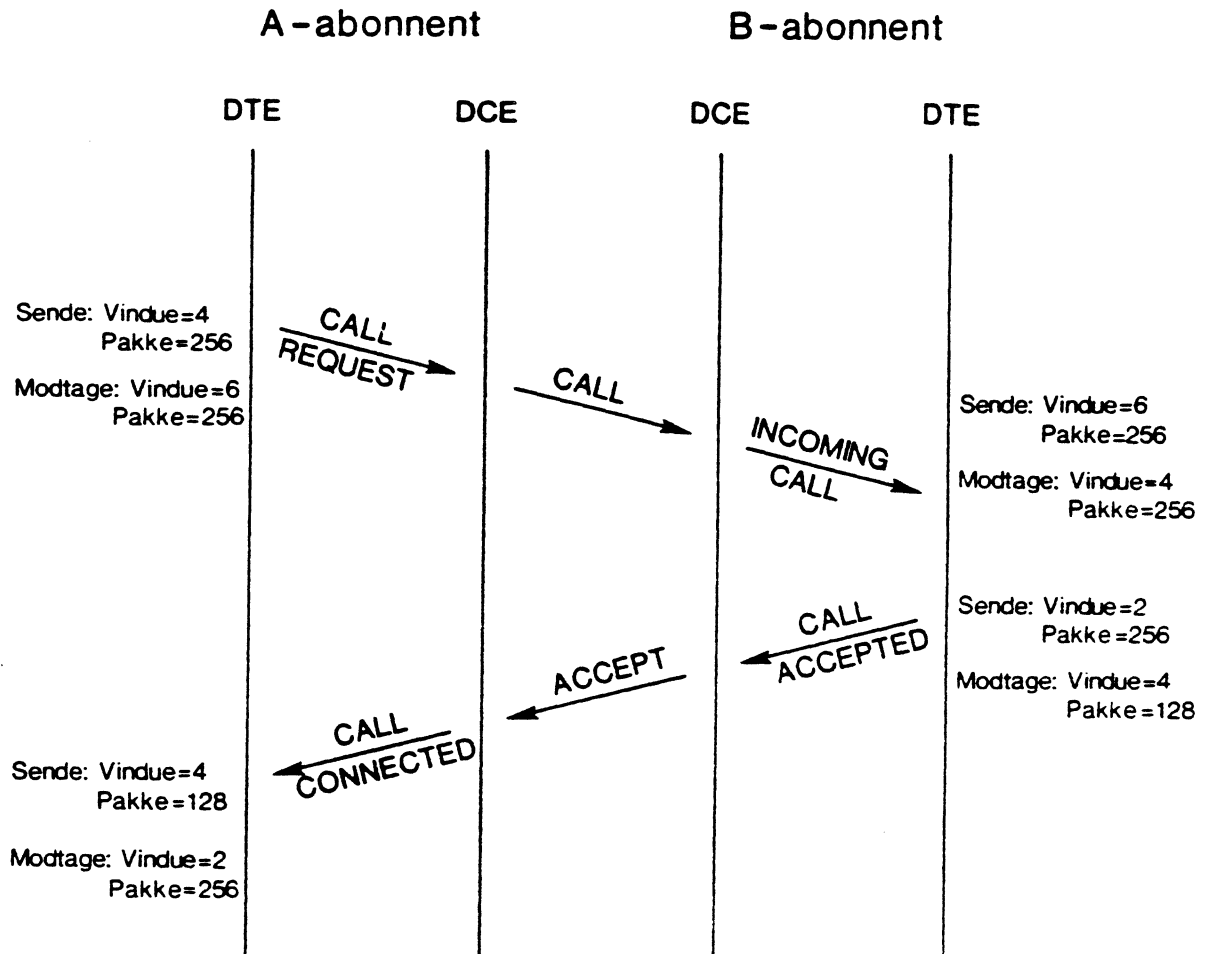 A-abonnent B-abonnent
DTE DCE DCE DTE
Sende: Vindue=4
Pakke=256
Modtage: Vindue=6
Pakke=256
CALL
REQUEST
CALL
INCOMING
CALL
Sende: Vindue=6
Pakke=256
Modtage: Vindue=4
Pakke=256
Sende: Vindue=2
Pakke=256
Modtage: Vindue=4
Pakke=128
CALL
ACCEPTED
ACCEPT
CALL
CONNECTED
Sende: Vindue=4
Pakke=128
Modtage: Vindue=2
Pakke=256